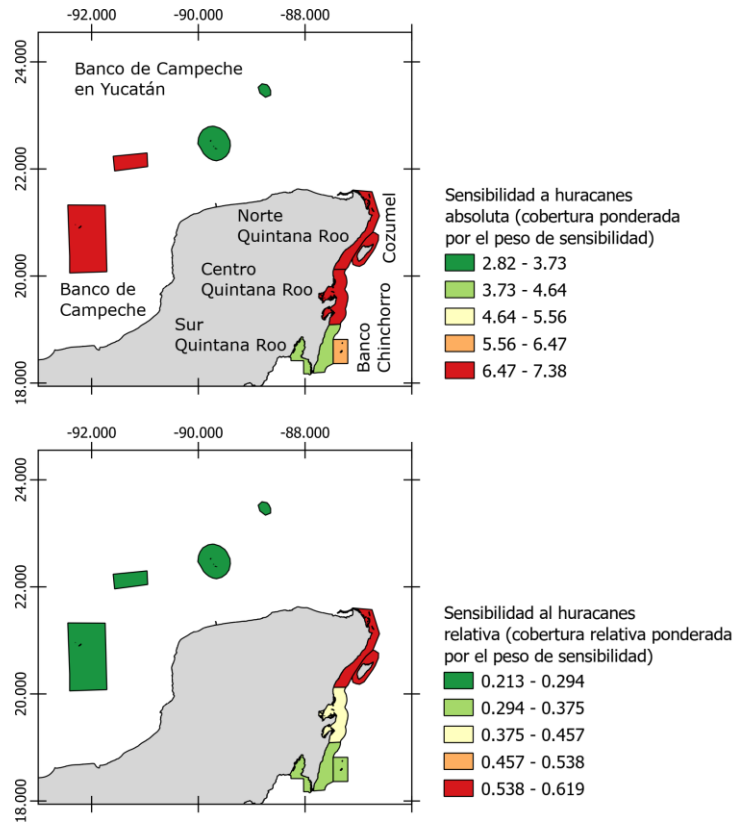 -92.000
-90.000
-88.000
24.000
22.000
20.000
18.000
Banco de Campeche
en Yucatán
Norte
Quintana Roo
Cozumel
Centro
Quintana Roo
Banco de
Campeche
Sur
Quintana Roo
Banco
Chinchorro
Sensibilidad a huracanes
absoluta (cobertura ponderada
por el peso de sensibilidad)
2.82 - 3.73
3.73 - 4.64
4.64 - 5.56
5.56 - 6.47
6.47 - 7.38
-92.000
-90.000
-88.000
24.000
22.000
20.000
18.000
Sensibilidad al huracanes
relativa (cobertura relativa ponderada
por el peso de sensibilidad)
0.213 - 0.294
0.294 - 0.375
0.375 - 0.457
0.457 - 0.538
0.538 - 0.619